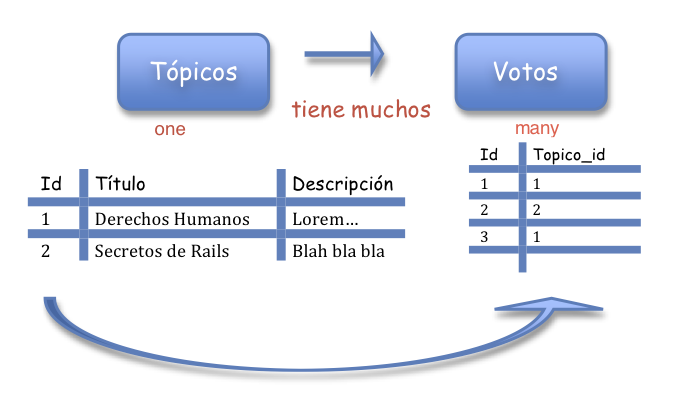 Tópicos
Votos
tiene muchos
one
many
Id Título Descripción
1 Derechos Humanos Lorem...
2 Secretos de Rails Blah bla bla
Id Topico_id
1 1
2 2
3 1